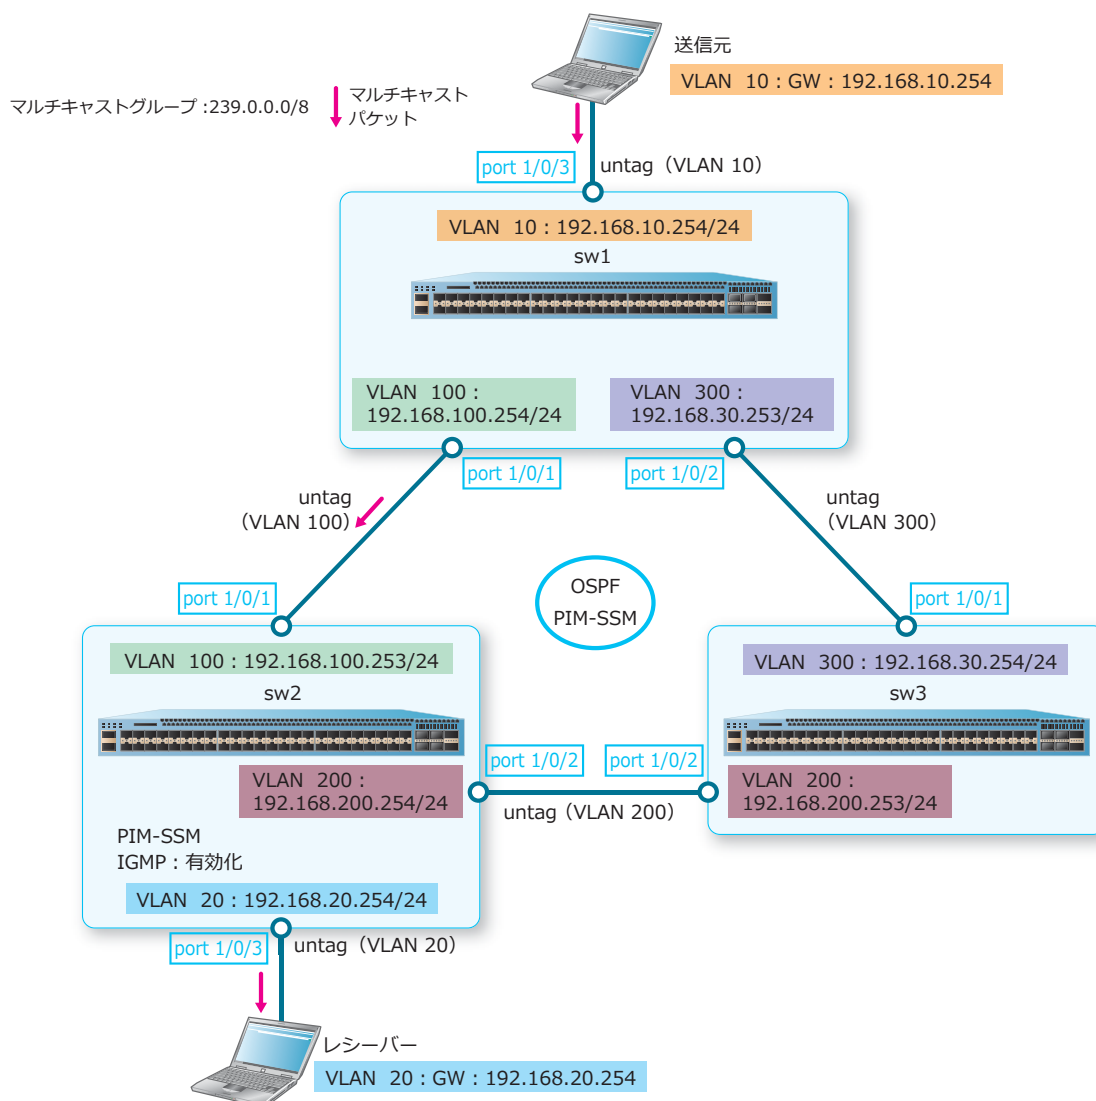 送信元
VLAN 10：GW：192.168.10.254
マルチキャストグループ :239.0.0.0/8
マルチキャスト
パケット
port 1/0/3
untag（VLAN 10）
VLAN 10：192.168.10.254/24
sw1
VLAN 100：
192.168.100.254/24
VLAN 300：
192.168.30.253/24
port 1/0/1
port 1/0/2
untag
（VLAN 100）
untag
（VLAN 300）
OSPF
PIM-SSM
port 1/0/1
port 1/0/1
VLAN 100：192.168.100.253/24
sw2
VLAN 300：192.168.30.254/24
sw3
port 1/0/2
port 1/0/2
VLAN 200：
192.168.200.254/24
untag（VLAN 200）
VLAN 200：
192.168.200.253/24
PIM-SSM
IGMP：有効化
VLAN 20：192.168.20.254/24
port 1/0/3
untag（VLAN 20）
レシーバー
VLAN 20：GW：192.168.20.254